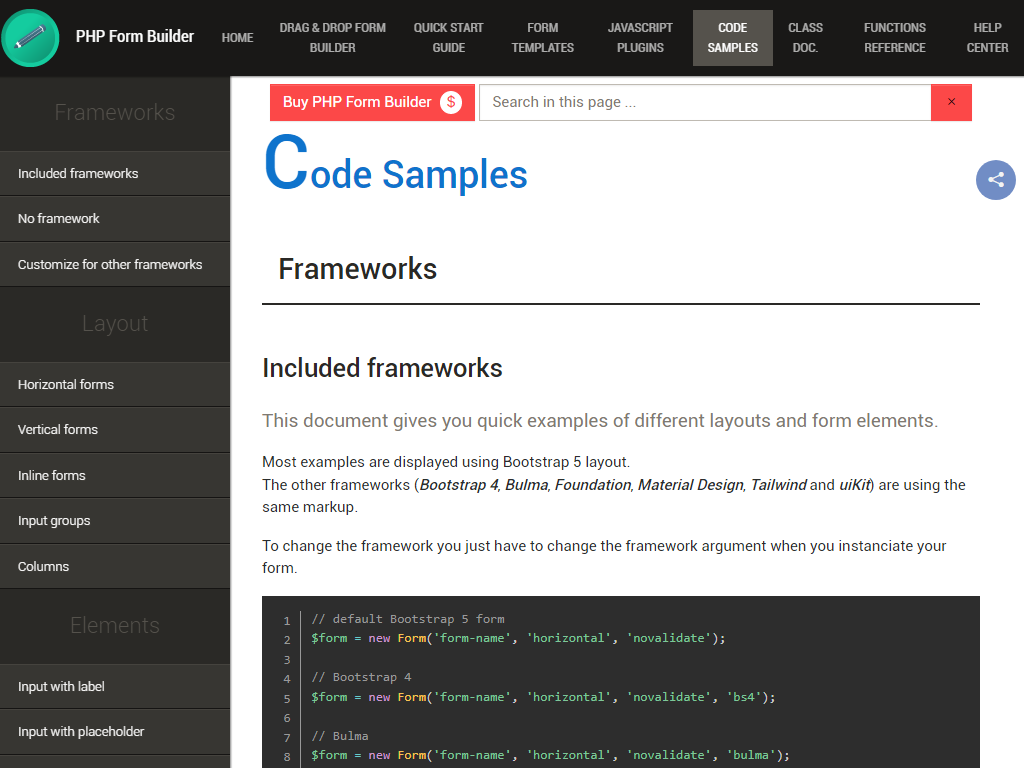 PHP Form Builder
HOME
DRAG & DROP FORM
BUILDER
QUICK START
GUIDE
FORM
TEMPLATES
JAVASCRIPT
PLUGINS
CODE
SAMPLES
CLASS
DOC.
FUNCTIONS
REFERENCE
HELP
CENTER
Frameworks
Included frameworks
No framework
Customize for other frameworks
Layout
Horizontal forms
Vertical forms
Inline forms
Input groups
Columns
Elements
Input with label
Input with placeholder
Buy PHP Form Builder $
Search in this page ...
×
Code Samples
Frameworks
Included frameworks
This document gives you quick examples of different layouts and form elements.
Most examples are displayed using Bootstrap 5 layout.
The other frameworks (Bootstrap 4, Bulma, Foundation, Material Design, Tailwind and uiKit) are using the
same markup.
To change the framework you just have to change the framework argument when you instanciate your
form.
1 // default Bootstrap 5 form
2 $form = new Form('form-name', 'horizontal', 'novalidate');
3
4 // Bootstrap 4
5 $form = new Form('form-name', 'horizontal', 'novalidate', 'bs4');
6
7 // Bulma
8 $form = new Form('form-name', 'horizontal', 'novalidate', 'bulma');